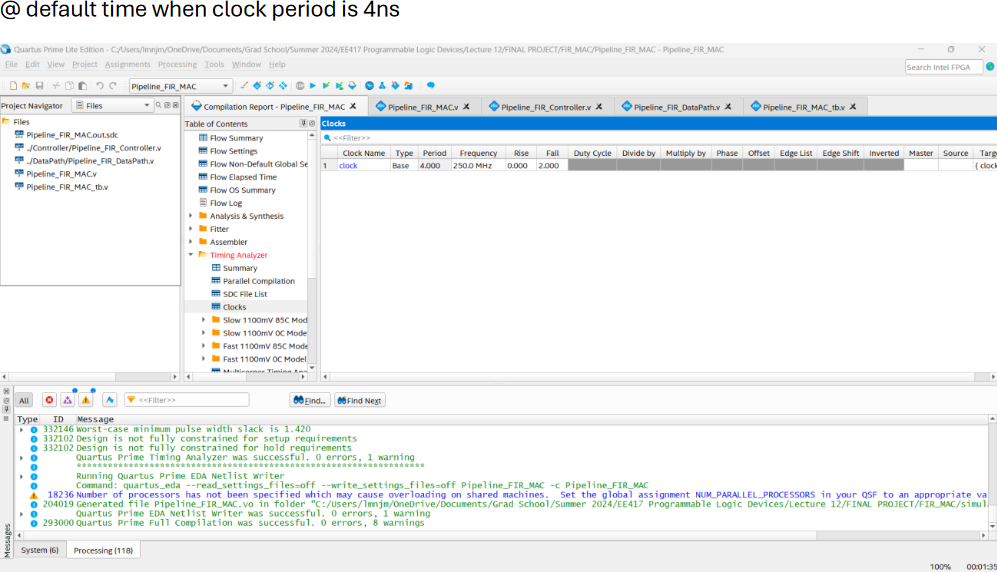 @ default time when clock period is 4ns
Quartus Prime Lite Edition - C:/Users/lmnjm/OneDrive/Documents/Grad School/Summer 2024/EE417 Programmable Logic Devices/Lecture 12/FINAL PROJECT/FIR_MAC/Pipeline_FIR_MAC - Pipeline_FIR_MAC
File Edit View Project Assignments Processing Tools Window Help
Search Intel FPGA
Pipeline_FIR_MAC
Project Navigator Files
Files
Pipeline_FIR_MAC.out.sdc
../Controller/Pipeline_FIR_Controller.v
../DataPath/Pipeline_FIR_DataPath.v
Pipeline_FIR_MAC.v
Pipeline_FIR_MAC_tb.v
Compilation Report - Pipeline_FIR_MAC Pipeline_FIR_MAC.v Pipeline_FIR_Controller.v Pipeline_FIR_DataPath.v Pipeline_FIR_MAC_tb.v
Table of Contents
Flow Summary
Flow Settings
Flow Non-Default Global Se
Flow Elapsed Time
Flow OS Summary
Flow Log
Analysis & Synthesis
Fitter
Assembler
Timing Analyzer
Summary
Parallel Compilation
SDC File List
Clocks
Slow 1100mV 85C Mod
Slow 1100mV 0C Mode
Fast 1100mV 85C Mode
Fast 1100mV 0C Model
Multicorner Timing Ana
Clocks
<<Filter>>
Clock Name Type Period Frequency Rise Fall Duty Cycle Divide by Multiply by Phase Offset Edge List Edge Shift Inverted Master Source Targ
1 clock Base 4.000 250.0 MHz 0.000 2.000 { clock
All <<Filter>> Find... Find Next
Type ID Message
332146 Worst-case minimum pulse width slack is 1.420
332102 Design is not fully constrained for setup requirements
332102 Design is not fully constrained for hold requirements
Quartus Prime Timing Analyzer was successful. 0 errors, 1 warning
*******************************************************************
Running Quartus Prime EDA Netlist Writer
Command: quartus_eda --read_settings_files=off --write_settings_files=off Pipeline_FIR_MAC -c Pipeline_FIR_MAC
18236 Number of processors has not been specified which may cause overloading on shared machines. Set the global assignment NUM_PARALLEL_PROCESSORS in your QSF to an appropriate va
204019 Generated file Pipeline_FIR_MAC.vo in folder "C:/Users/lmnjm/OneDrive/Documents/Grad School/Summer 2024/EE417 Programmable Logic Devices/Lecture 12/FINAL PROJECT/FIR_MAC/simul
Quartus Prime EDA Netlist Writer was successful. 0 errors, 1 warning
293000 Quartus Prime Full Compilation was successful. 0 errors, 8 warnings
Messages
System (6) Processing (118)
100% 00:01:35